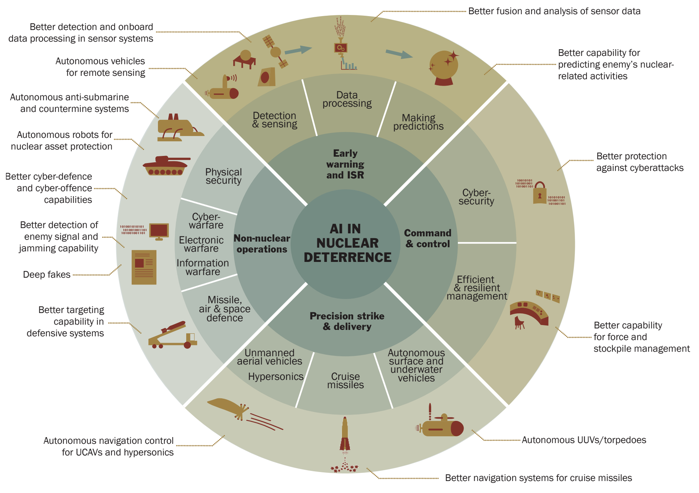 Better fusion and analysis of sensor data
Better detection and onboard
data processing in sensor systems
Autonomous vehicles
for remote sensing
Better capability for
predicting enemy's nuclear-
related activities
Autonomous anti-submarine
and countermine systems
Autonomous robots for
nuclear asset protection
Better cyber-defence
and cyber-offence
capabilities
Better detection of
enemy signal and
jamming capability
Deep fakes
Better targeting
capability in
defensive systems
Better protection
against cyberattacks
Better capability
for force and
stockpile management
Autonomous navigation control
for UCAVs and hypersonics
Autonomous UUVs/torpedoes
Better navigation systems for cruise missiles
Detection
& sensing
Data
processing
Making
predictions
Early
warning
and ISR
Physical
security
Cyber-
warfare
Electronic
warfare
Information
warfare
Missile,
air & space
defence
Non-nuclear
operations
AI IN
NUCLEAR
DETERRENCE
Command
& control
Cyber-
security
Efficient
& resilient
management
Precision strike
& delivery
Unmanned
aerial vehicles
Hypersonics
Cruise
missiles
Autonomous
surface and
underwater
vehicles